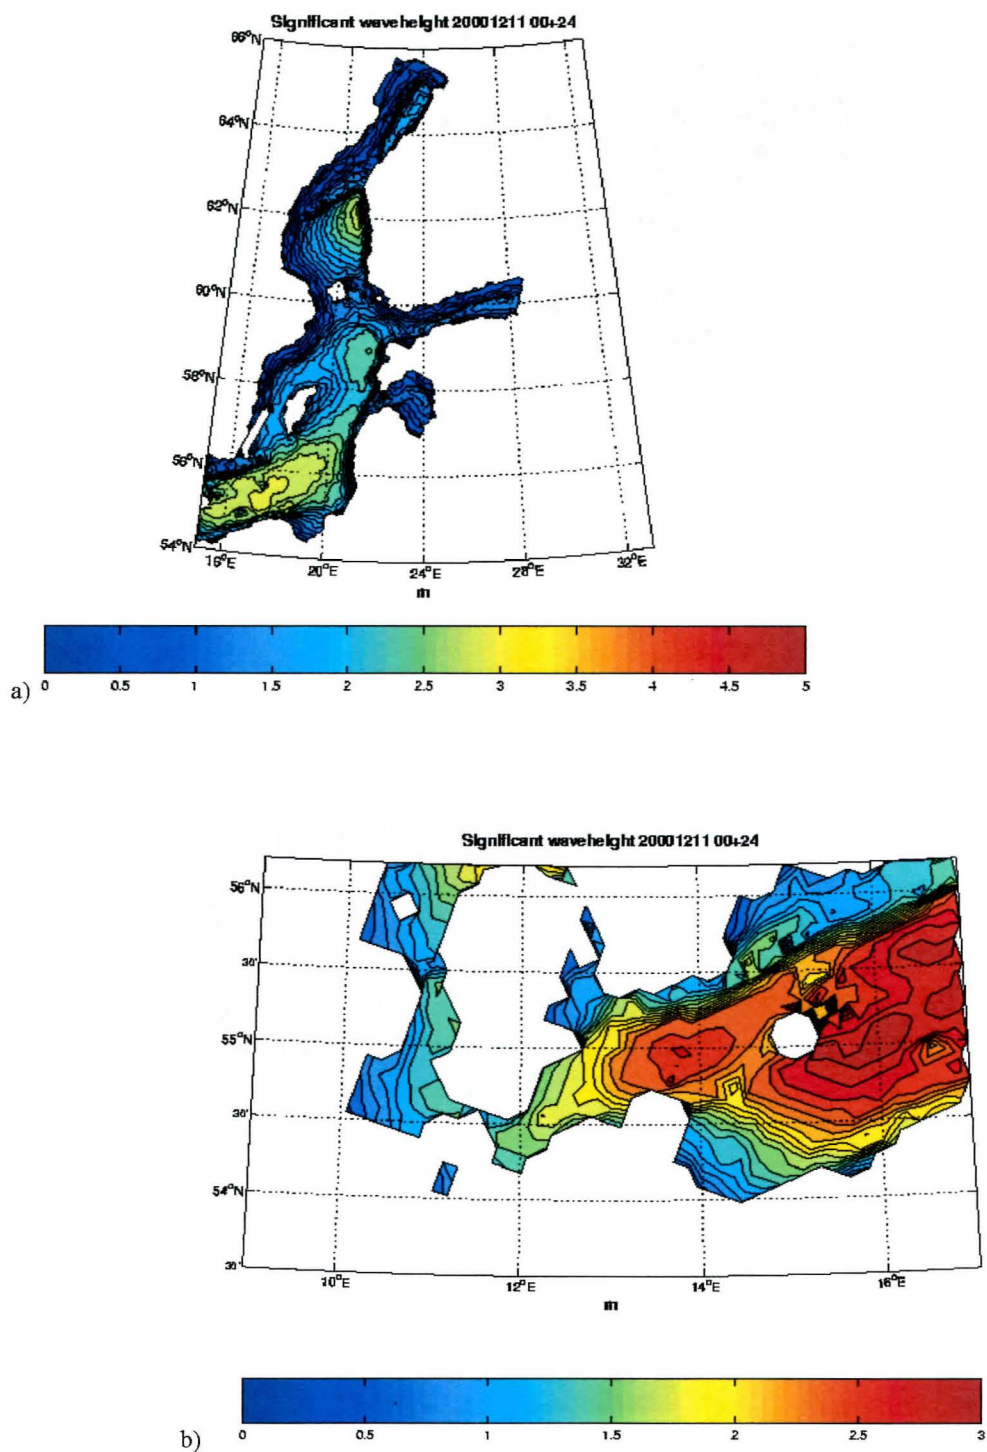 Significant waveheight 20001211 00+24
66°N
64°N
62°N
60°N
58°N
56°N
54°N
16°E 20°E 24°E 28°E 32°E
m
a) 0 0.5 1 1.5 2 2.5 3 3.5 4 4.5 5
Significant waveheight 20001211 00+24
56°N
30'
55°N
30'
54°N
30'
10°E 12°E 14°E 16°E
m
b) 0 0.5 1 1.5 2 2.5 3